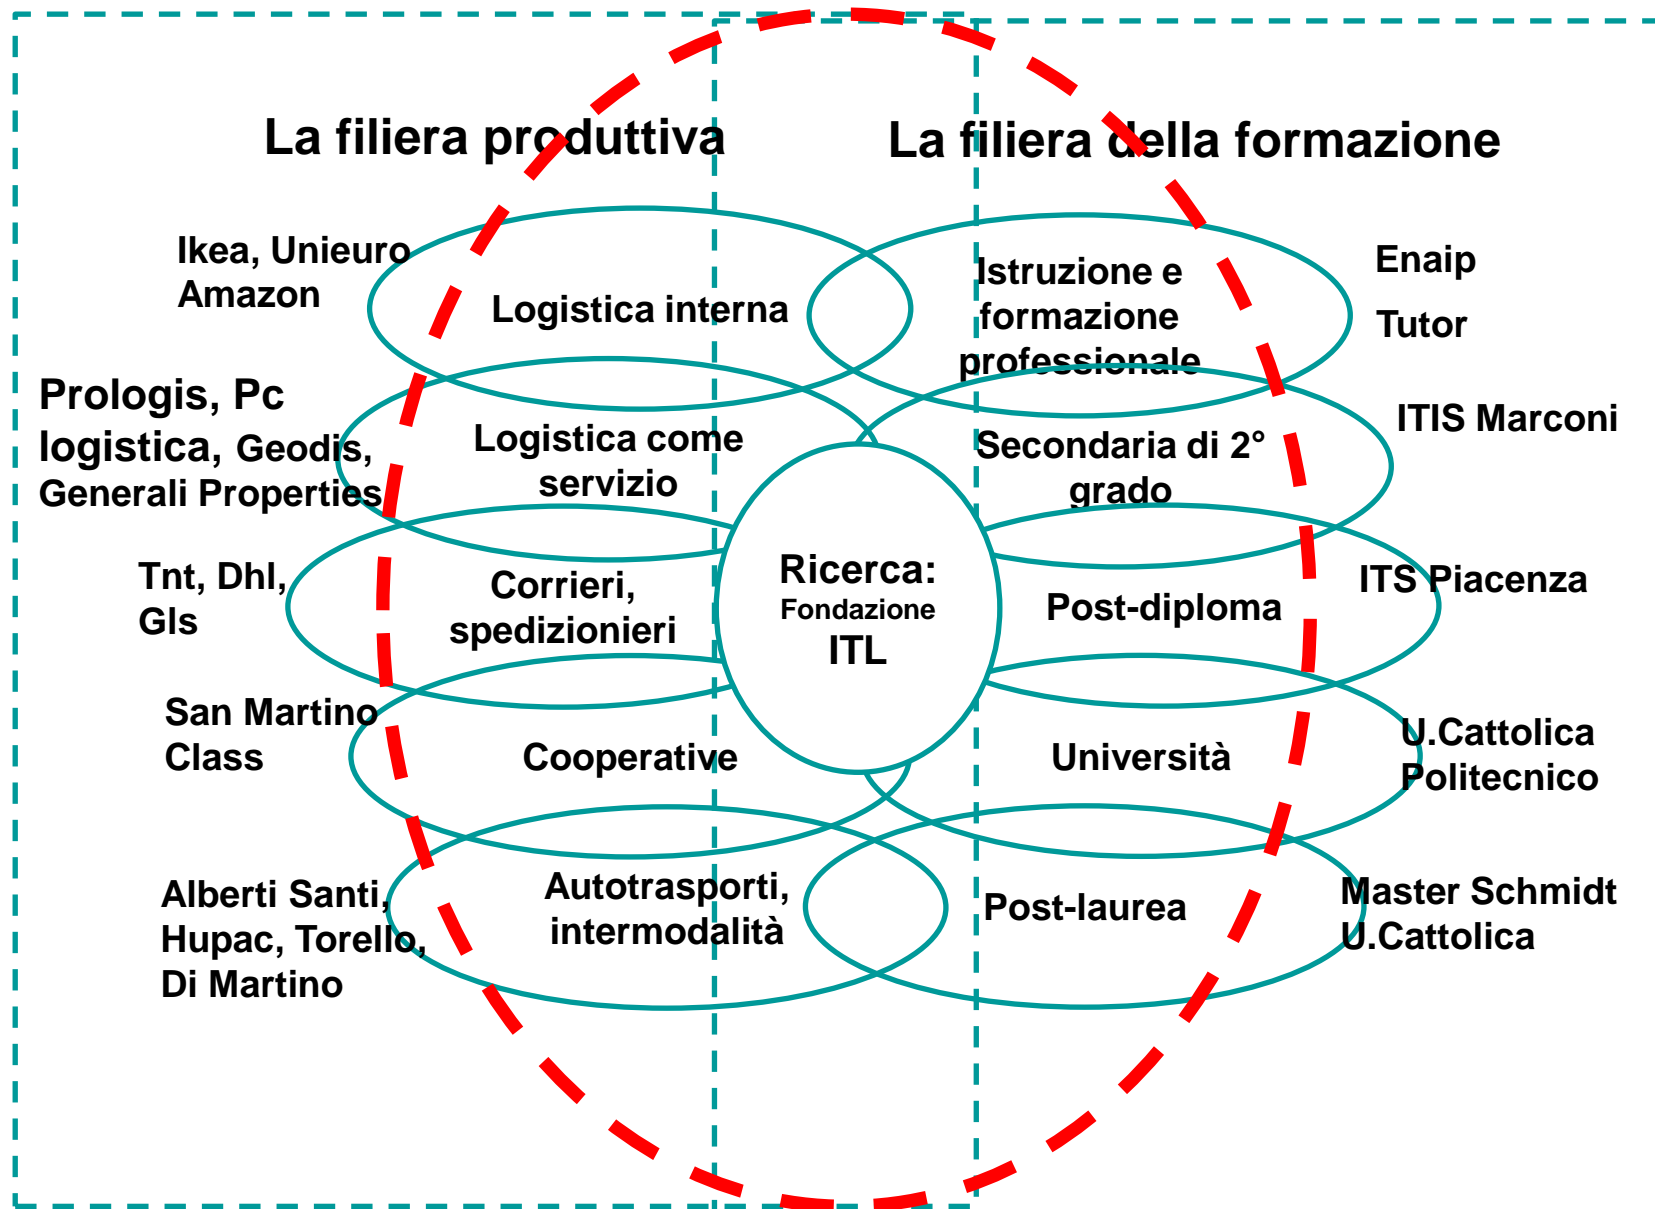 La filiera produttiva
La filiera della formazione
Ikea, Unieuro
Amazon
Logistica interna
Istruzione e
formazione
professionale
Enaip
Tutor
Prologis, Pc
logistica, Geodis,
Generali Properties
Logistica come
servizio
Secondaria di 2°
grado
ITIS Marconi
Tnt, Dhl,
Gls
Corrieri,
spedizionieri
Ricerca:
Fondazione
ITL
Post-diploma
ITS Piacenza
San Martino
Class
Cooperative
Università
U.Cattolica
Politecnico
Alberti Santi,
Hupac, Torello,
Di Martino
Autotrasporti,
intermodalità
Post-laurea
Master Schmidt
U.Cattolica